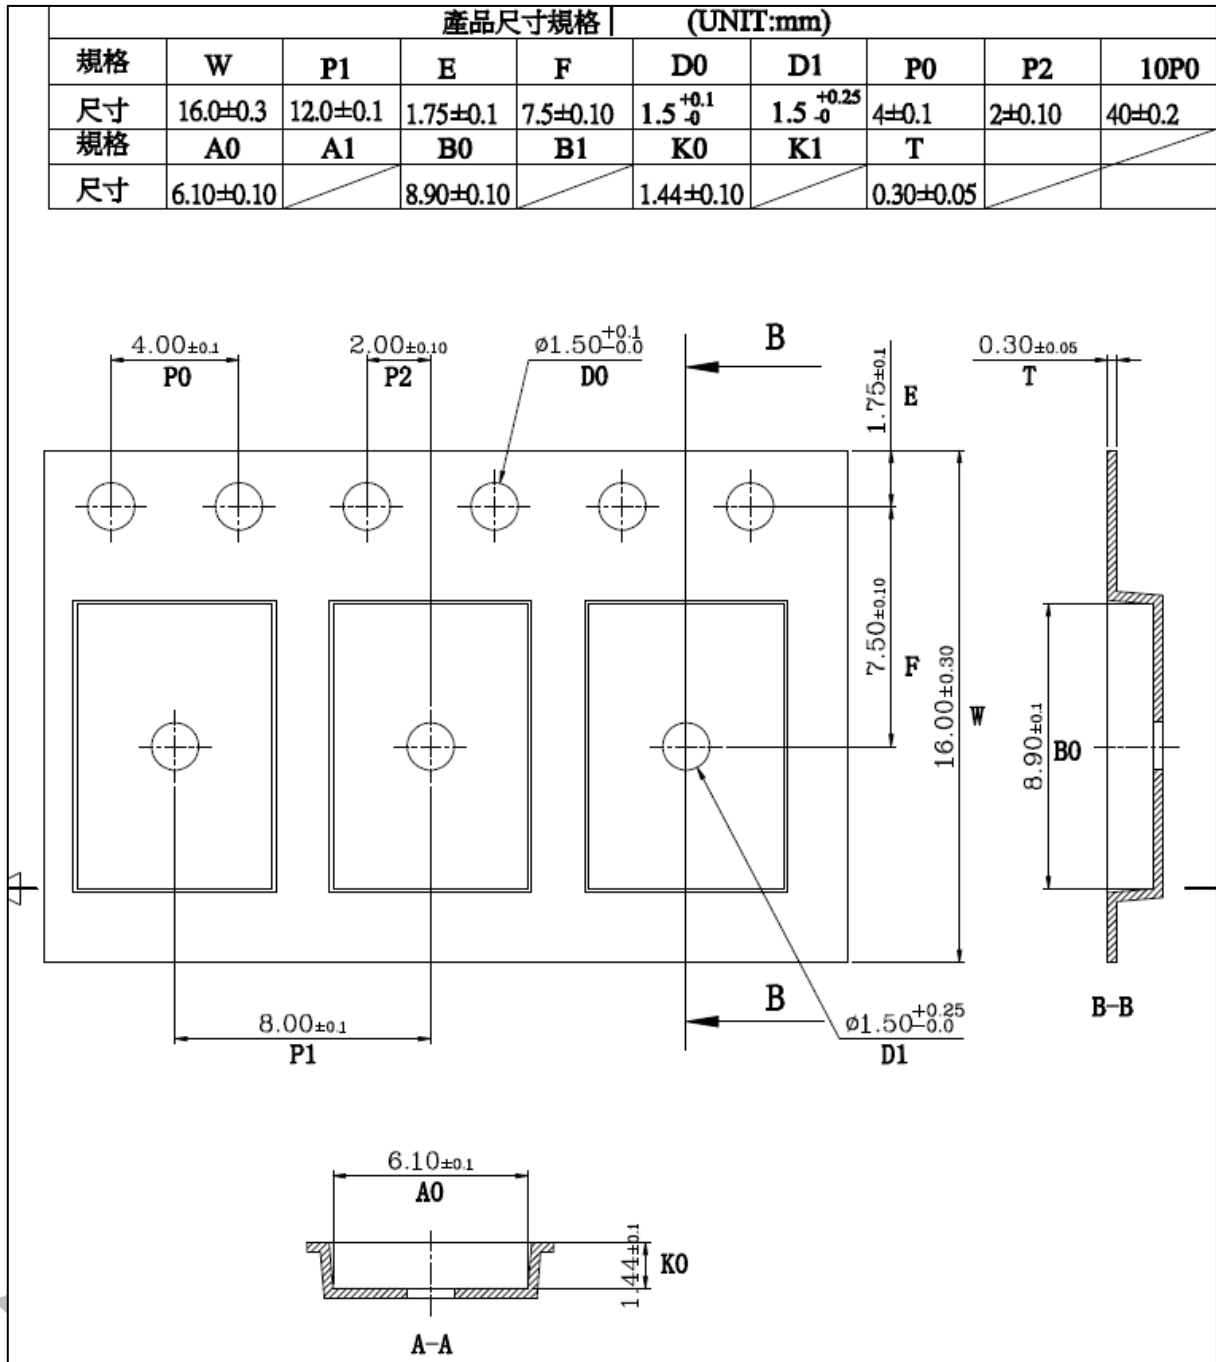 產品尺寸規格 (UNIT:mm)
規格 W P1 E F D0 D1 P0 P2 10P0
尺寸 16.0±0.3 12.0±0.1 1.75±0.1 7.5±0.10 1.5 +0.1 -0 1.5 +0.25 -0 4±0.1 2±0.10 40±0.2
規格 A0 A1 B0 B1 K0 K1 T
尺寸 6.10±0.10 8.90±0.10 1.44±0.10 0.30±0.05
4.00±0.1
P0
2.00±0.10
P2
ø1.50+0.1 -0.0
D0
B
1.75±0.1
E
0.30±0.05
T
7.50±0.10
F
16.00±0.30
W
8.90±0.1
B0
8.00±0.1
P1
B
ø1.50+0.25 -0.0
D1
B-B
6.10±0.1
A0
1.44±0.1
K0
A-A